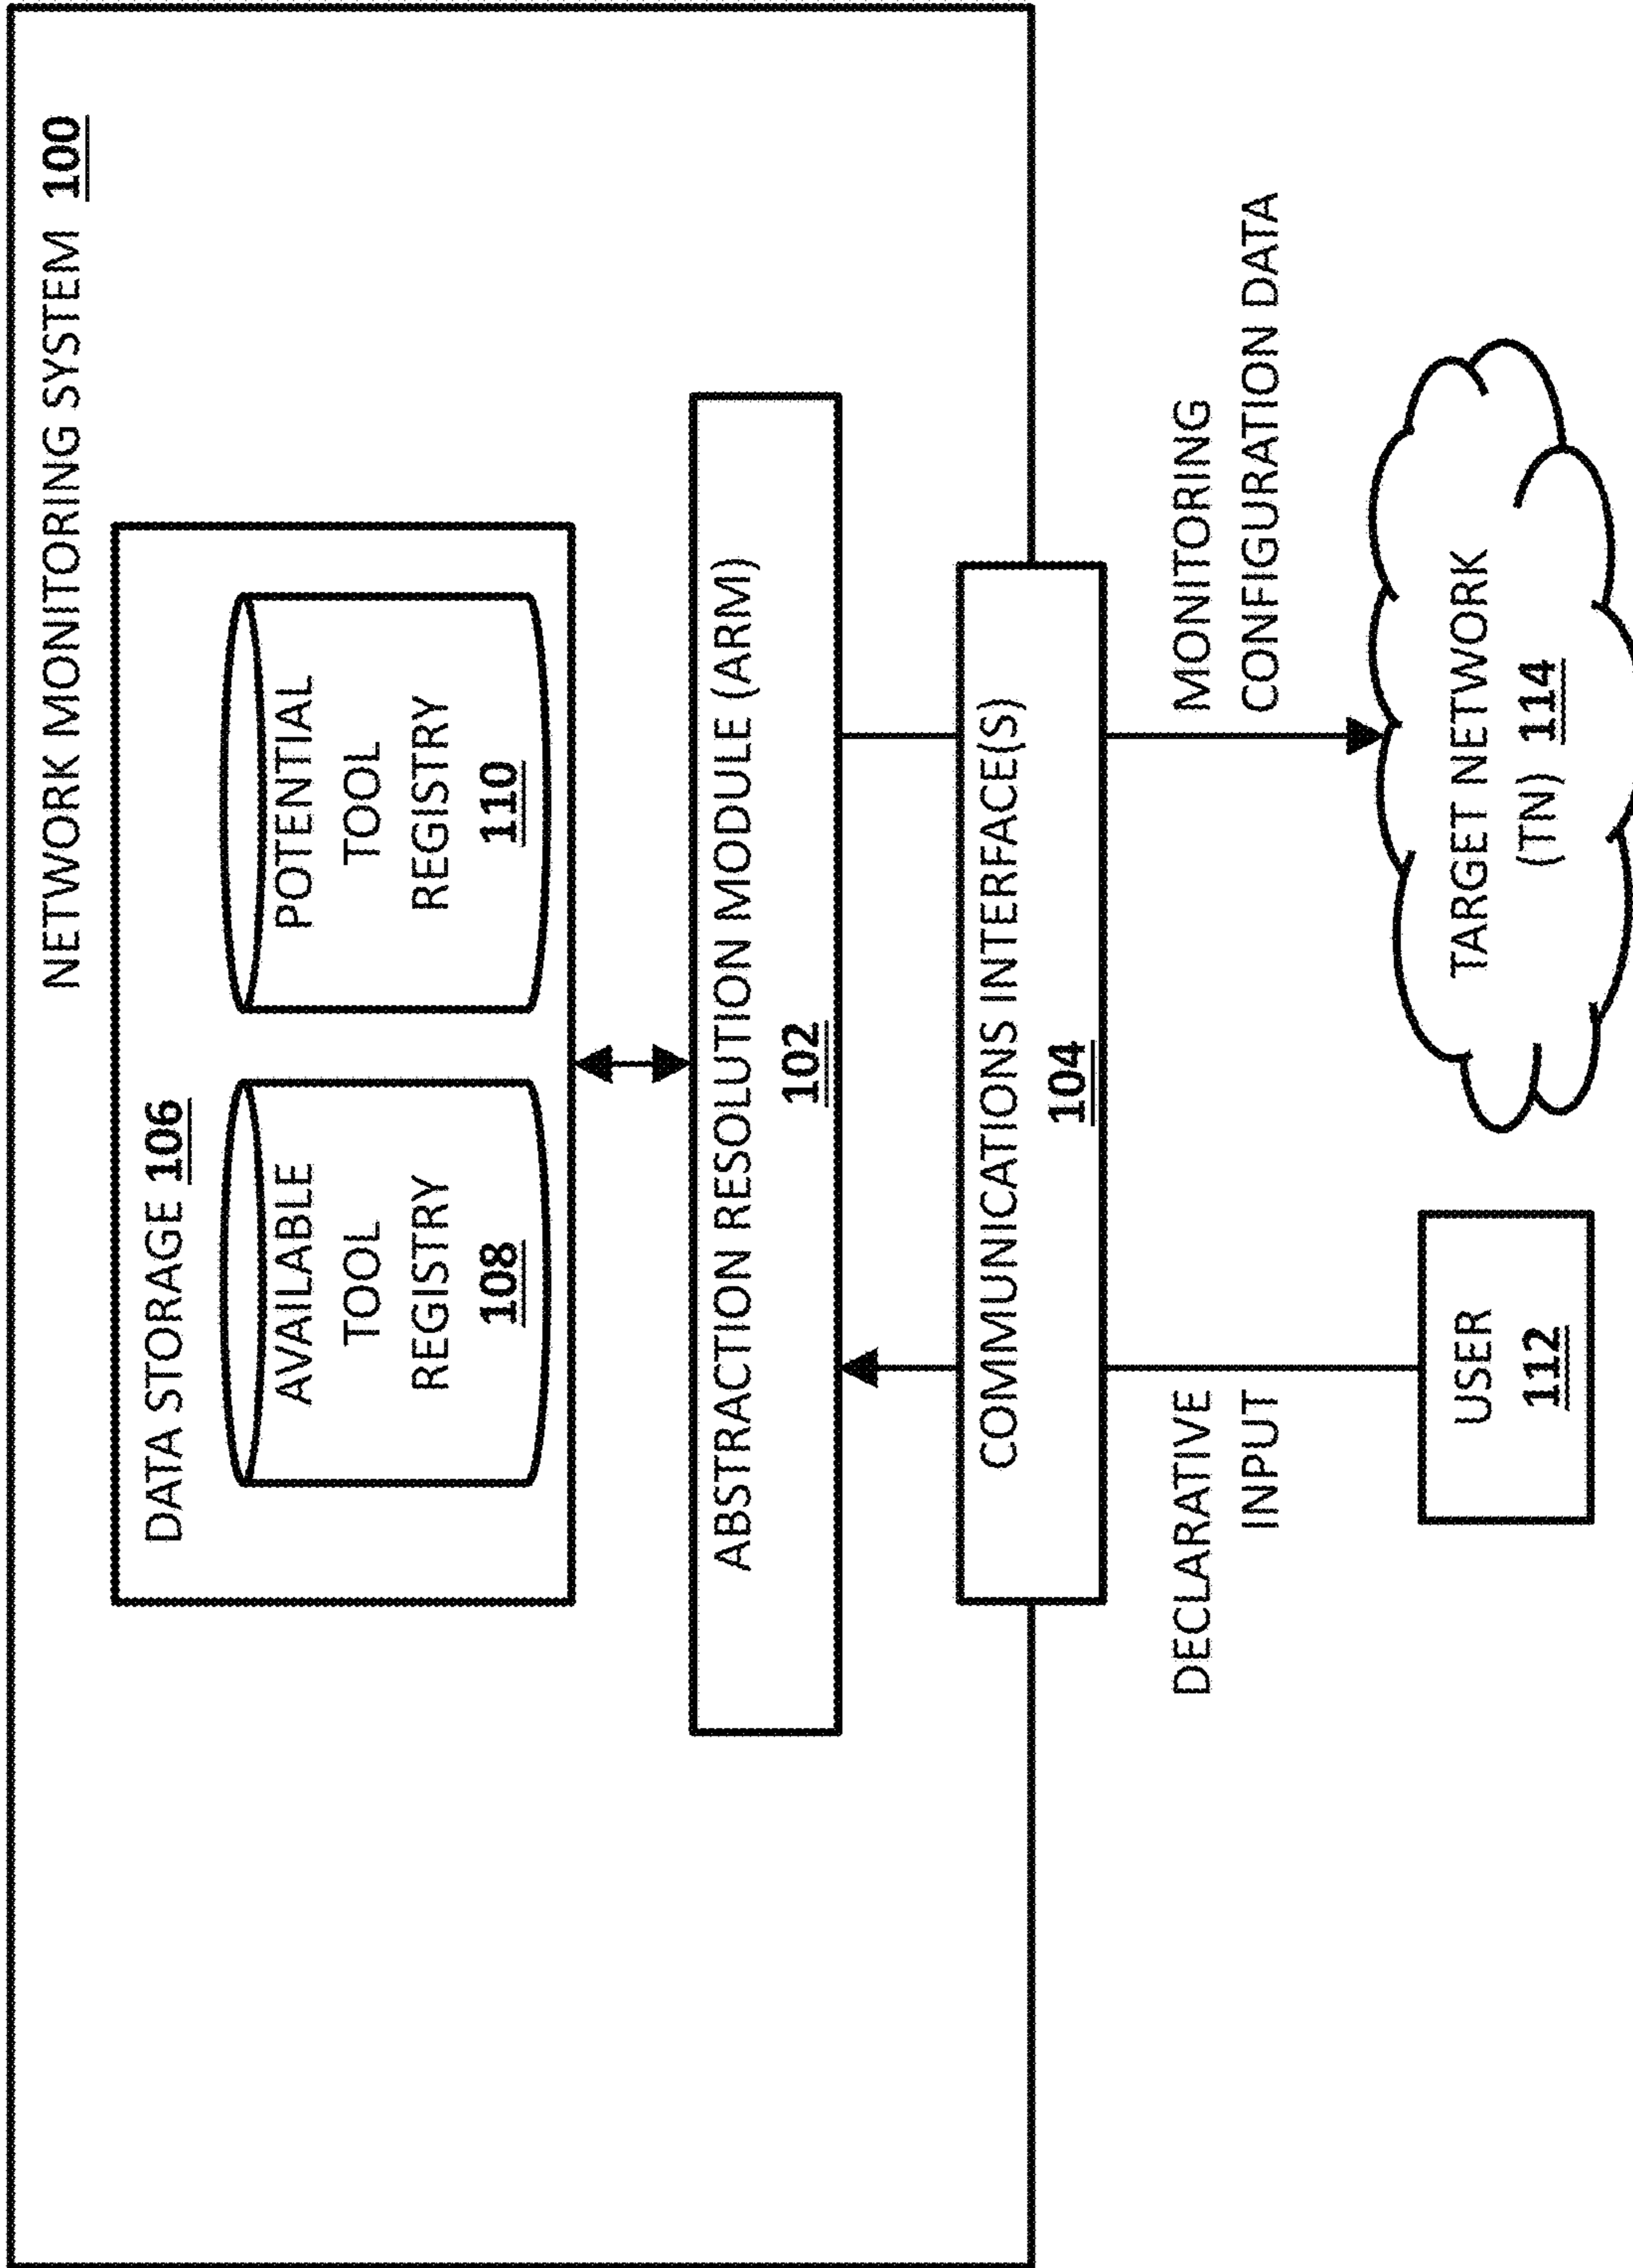 NETWORK MONITORING SYSTEM 100
DATA STORAGE 106
AVAILABLE
TOOL
REGISTRY
108
POTENTIAL
TOOL
REGISTRY
110
ABSTRACTION RESOLUTION MODULE (ARM)
102
COMMUNICATIONS INTERFACE(S)
104
DECLARATIVE
INPUT
MONITORING
CONFIGURATION DATA
USER
112
TARGET NETWORK
(TN) 114